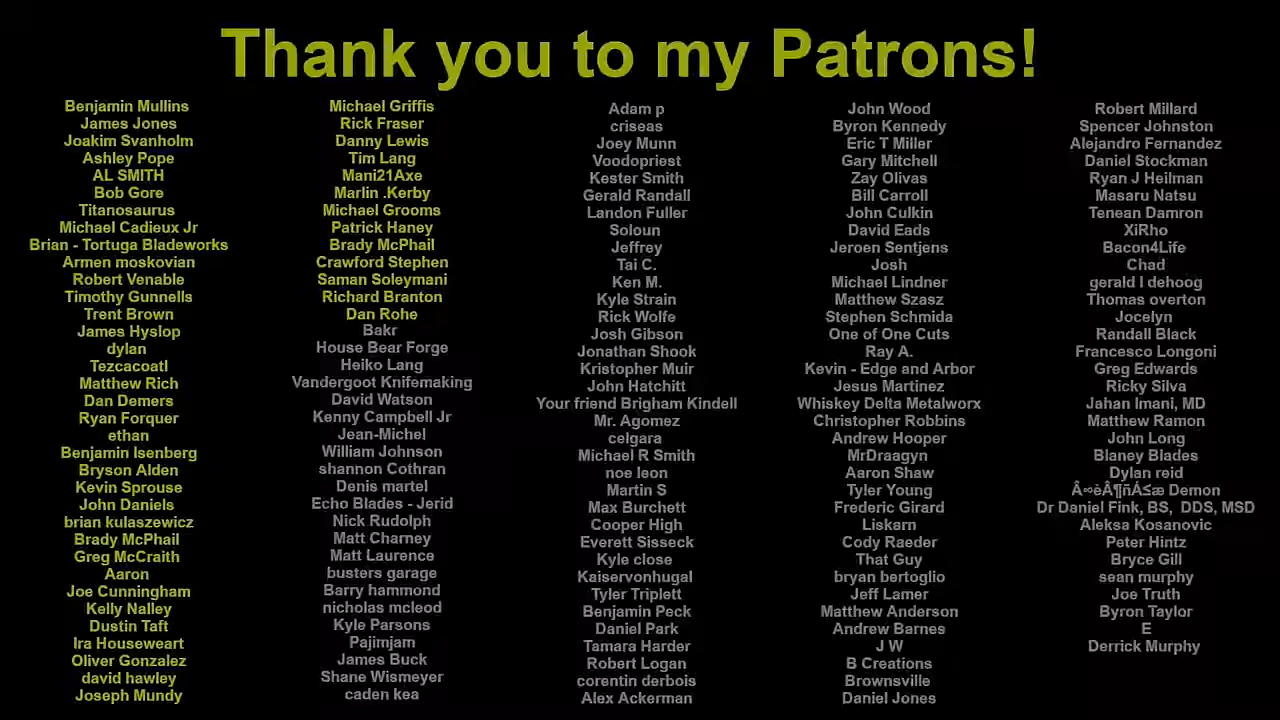 Thank you to my Patrons!
Benjamin Mullins
James Jones
Joakim Svanholm
Ashley Pope
AL SMITH
Bob Gore
Titanosaurus
Michael Cadieux Jr
Brian - Tortuga Bladeworks
Armen moskovian
Robert Venable
Timothy Gunnells
Trent Brown
James Hyslop
dylan
Tezcacoatl
Matthew Rich
Dan Demers
Ryan Forquer
ethan
Benjamin Isenberg
Bryson Alden
Kevin Sprouse
John Daniels
brian kulaszewicz
Brady McPhail
Greg McCraith
Aaron
Joe Cunningham
Kelly Nalley
Dustin Taft
Ira Houseweart
Oliver Gonzalez
david hawley
Joseph Mundy
Michael Griffis
Rick Fraser
Danny Lewis
Tim Lang
Mani21Axe
Marlin .Kerby
Michael Grooms
Patrick Haney
Brady McPhail
Crawford Stephen
Saman Soleymani
Richard Branton
Dan Rohe
Bakr
House Bear Forge
Heiko Lang
Vandergoot Knifemaking
David Watson
Kenny Campbell Jr
Jean-Michel
William Johnson
shannon Cothran
Denis martel
Echo Blades - Jerid
Nick Rudolph
Matt Charney
Matt Laurence
busters garage
Barry hammond
nicholas mcleod
Kyle Parsons
Pajimjam
James Buck
Shane Wismeyer
caden kea
Adam p
criseas
Joey Munn
Voodopriest
Kester Smith
Gerald Randall
Landon Fuller
Soloun
Jeffrey
Tai C.
Ken M.
Kyle Strain
Rick Wolfe
Josh Gibson
Jonathan Shook
Kristopher Muir
John Hatchitt
Your friend Brigham Kindell
Mr. Agomez
celgara
Michael R Smith
noe leon
Martin S
Max Burchett
Cooper High
Everett Sisseck
Kyle close
Kaiservonhugal
Tyler Triplett
Benjamin Peck
Daniel Park
Tamara Harder
Robert Logan
corentin derbois
Alex Ackerman
John Wood
Byron Kennedy
Eric T Miller
Gary Mitchell
Zay Olivas
Bill Carroll
John Culkin
David Eads
Jeroen Sentjens
Josh
Michael Lindner
Matthew Szasz
Stephen Schmida
One of One Cuts
Ray A.
Kevin - Edge and Arbor
Jesus Martinez
Whiskey Delta Metalworx
Christopher Robbins
Andrew Hooper
MrDraagyn
Aaron Shaw
Tyler Young
Frederic Girard
Liskarn
Cody Raeder
That Guy
bryan bertoglio
Jeff Lamer
Matthew Anderson
Andrew Barnes
J W
B Creations
Brownsville
Daniel Jones
Robert Millard
Spencer Johnston
Alejandro Fernandez
Daniel Stockman
Ryan J Heilman
Masaru Natsu
Tenean Damron
XiRho
Bacon4Life
Chad
gerald l dehoog
Thomas overton
Jocelyn
Randall Black
Francesco Longoni
Greg Edwards
Ricky Silva
Jahan Imani, MD
Matthew Ramon
John Long
Blaney Blades
Dylan reid
Â∞èÂ¶ñÁ≤æ Demon
Dr Daniel Fink, BS, DDS, MSD
Aleksa Kosanovic
Peter Hintz
Bryce Gill
sean murphy
Joe Truth
Byron Taylor
E
Derrick Murphy